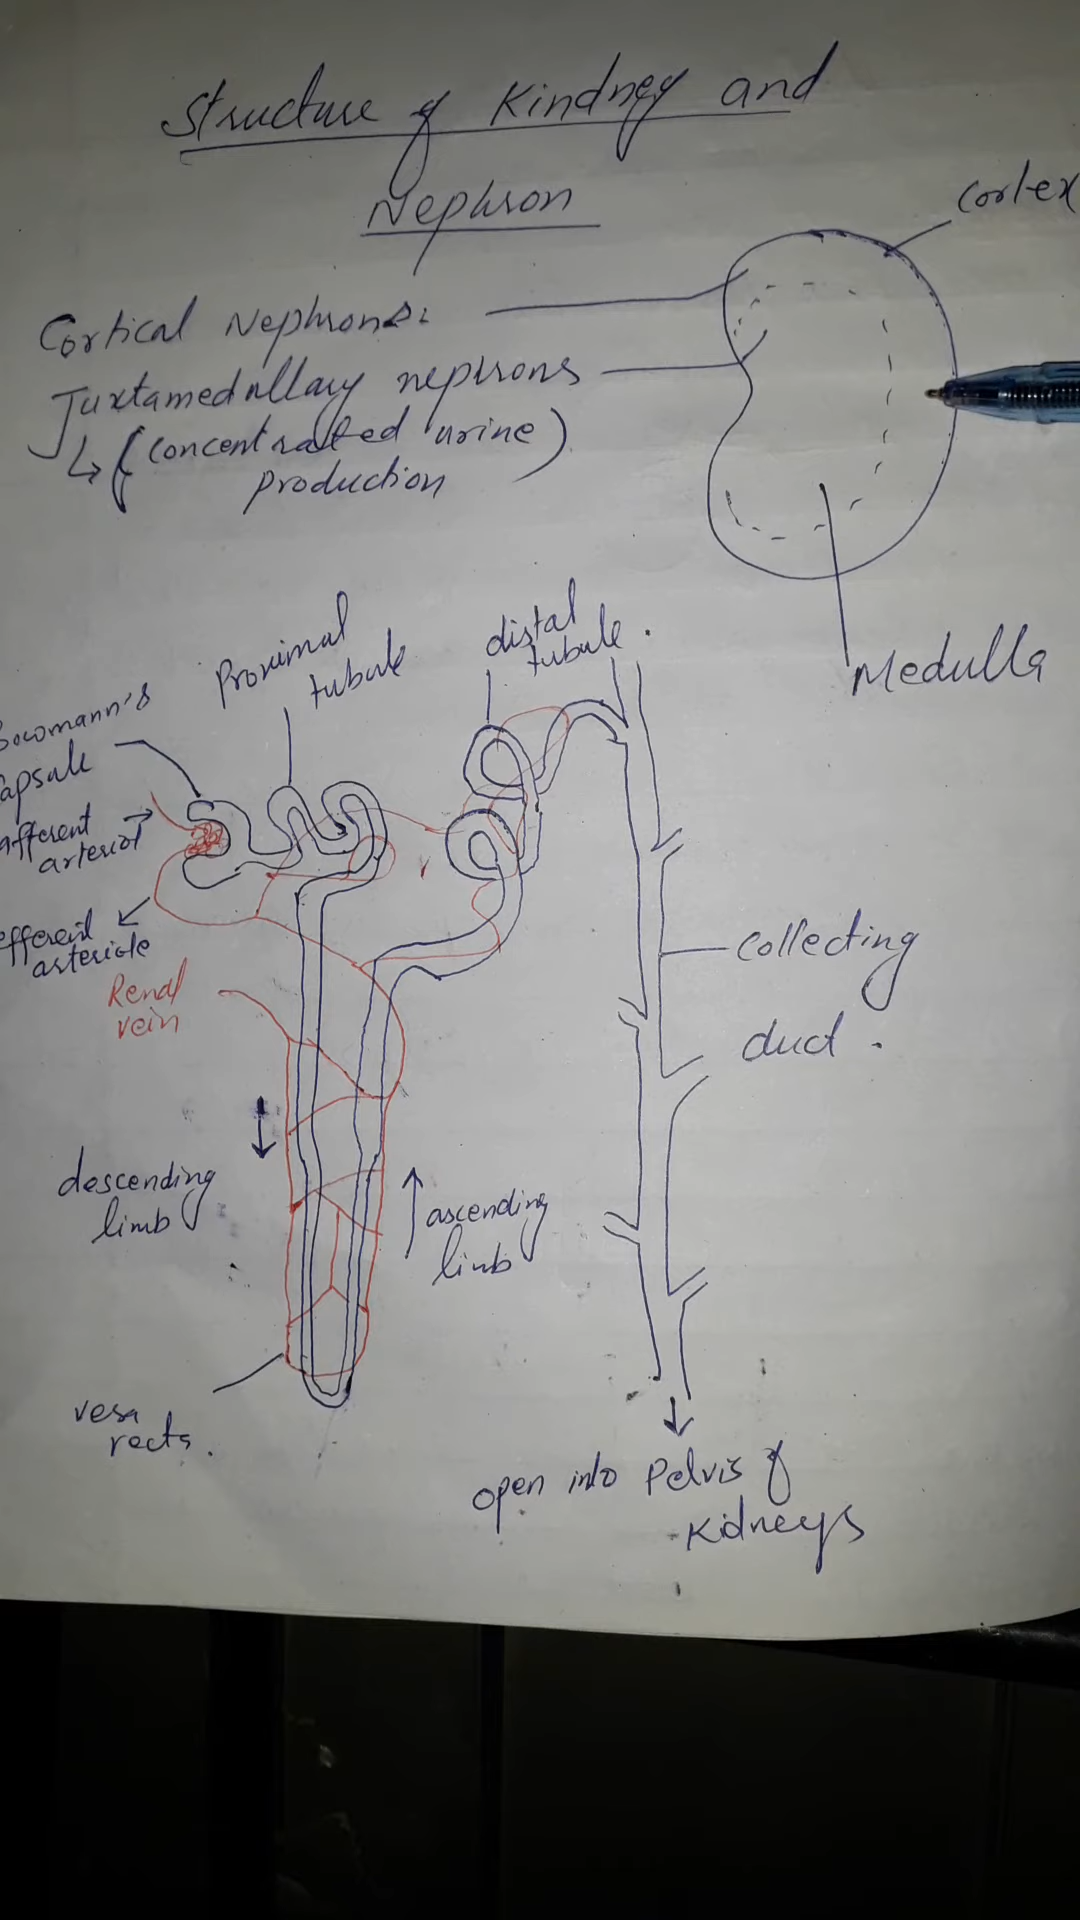 Structure of Kindney and
Nephron
Cortex
Cortical Nephrons:
Juxtamedullary nephrons
(concentrated urine)
production
Medulla
Proximal
tubule
distal
tubule.
Bowmann's
capsule
afferent
arteriol
efferent
arteriole
Renal
vein
collecting
duct.
descending
limb
ascending
limb
vesa
recta.
open into Pelvis of
Kidneys